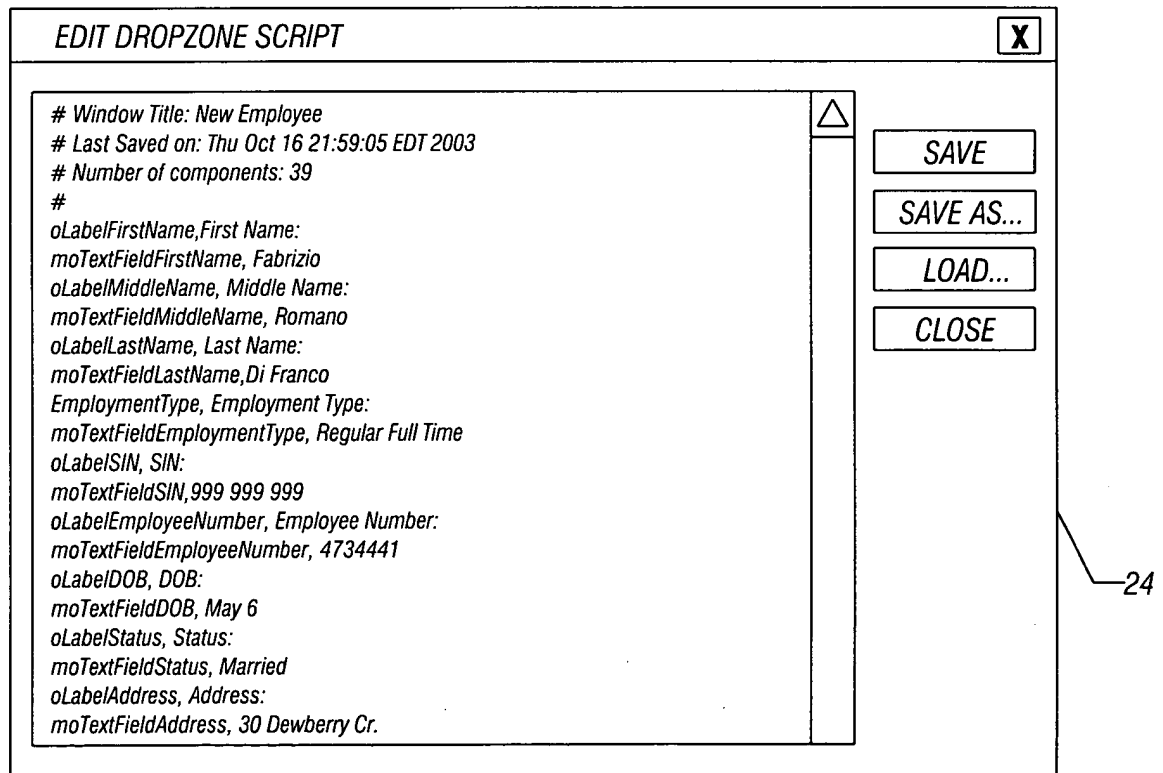 EDIT DROPZONE SCRIPT
X
# Window Title: New Employee
# Last Saved on: Thu Oct 16 21:59:05 EDT 2003
# Number of components: 39
#
oLabelFirstName,First Name:
moTextFieldFirstName, Fabrizio
oLabelMiddleName, Middle Name:
moTextFieldMiddleName, Romano
oLabelLastName, Last Name:
moTextFieldLastName,Di Franco
EmploymentType, Employment Type:
moTextFieldEmploymentType, Regular Full Time
oLabelSIN, SIN:
moTextFieldSIN,999 999 999
oLabelEmployeeNumber, Employee Number:
moTextFieldEmployeeNumber, 4734441
oLabelDOB, DOB:
moTextFieldDOB, May 6
oLabelStatus, Status:
moTextFieldStatus, Married
oLabelAddress, Address:
moTextFieldAddress, 30 Dewberry Cr.
SAVE
SAVE AS...
LOAD...
CLOSE
24